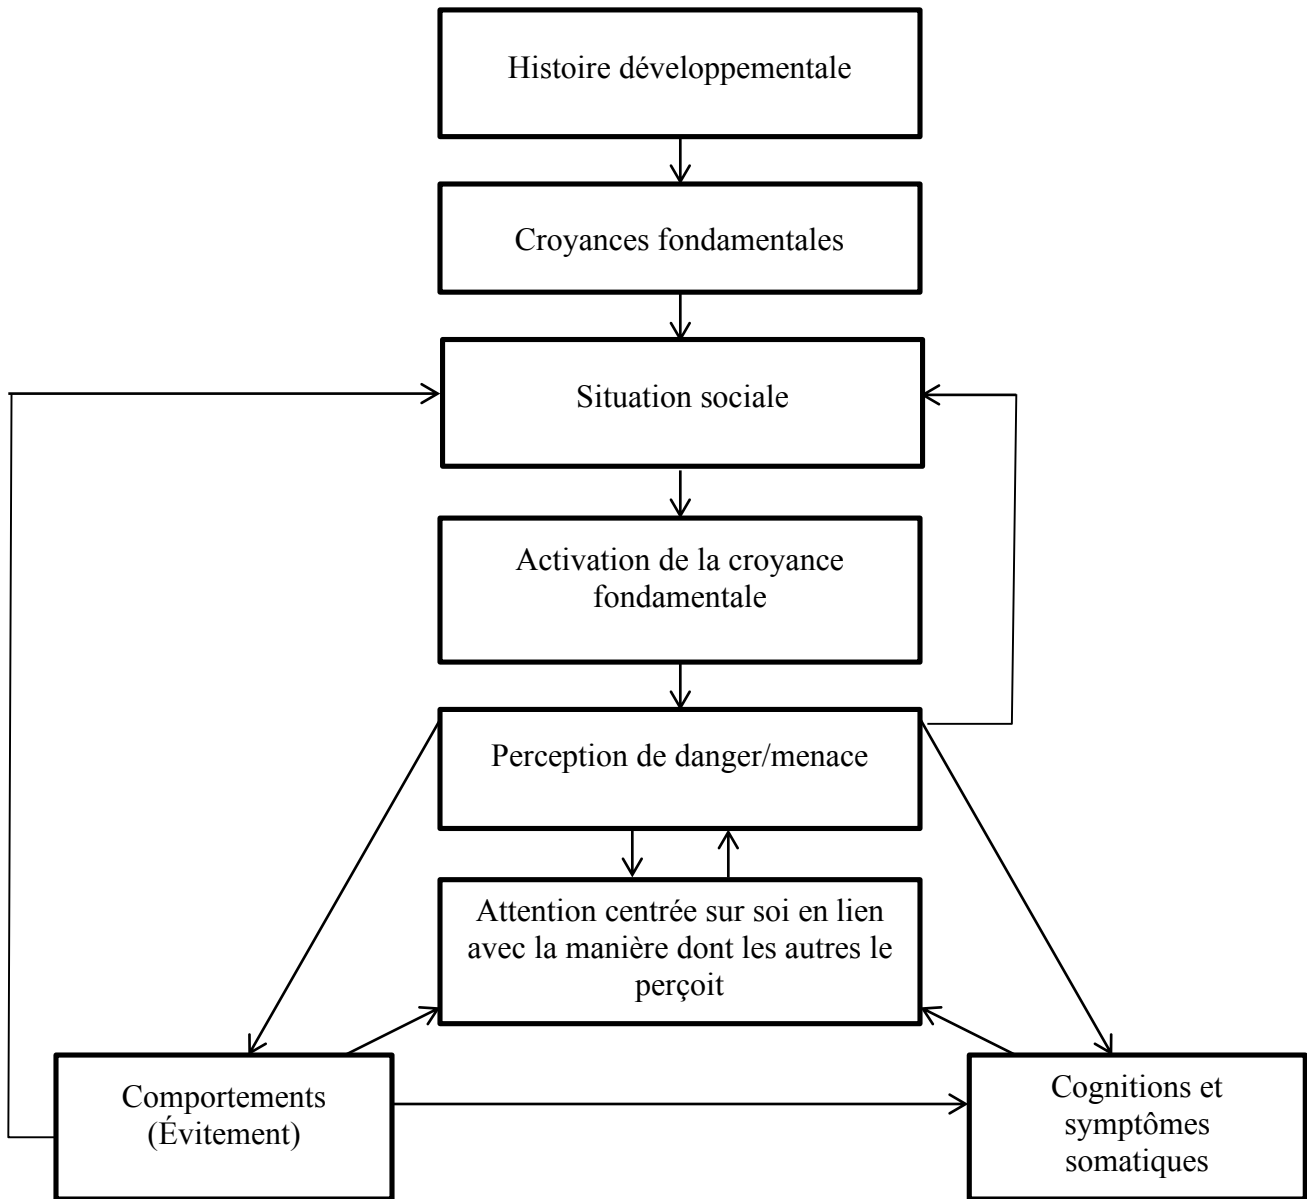 Histoire développementale
Croyances fondamentales
Situation sociale
Activation de la croyance
fondamentale
Perception de danger/menace
Attention centrée sur soi en lien
avec la manière dont les autres le
perçoit
Comportements
(Évitement)
Cognitions et
symptômes
somatiques